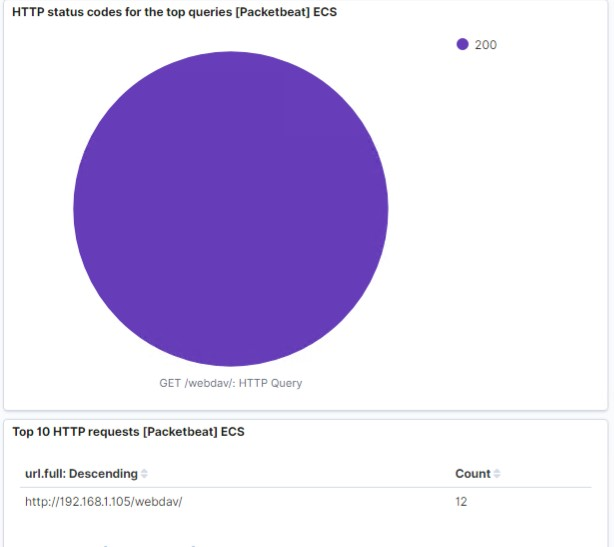 HTTP status codes for the top queries [Packetbeat] ECS
200
GET /webdav/: HTTP Query
Top 10 HTTP requests [Packetbeat] ECS
url.full: Descending Count
http://192.168.1.105/webdav/ 12